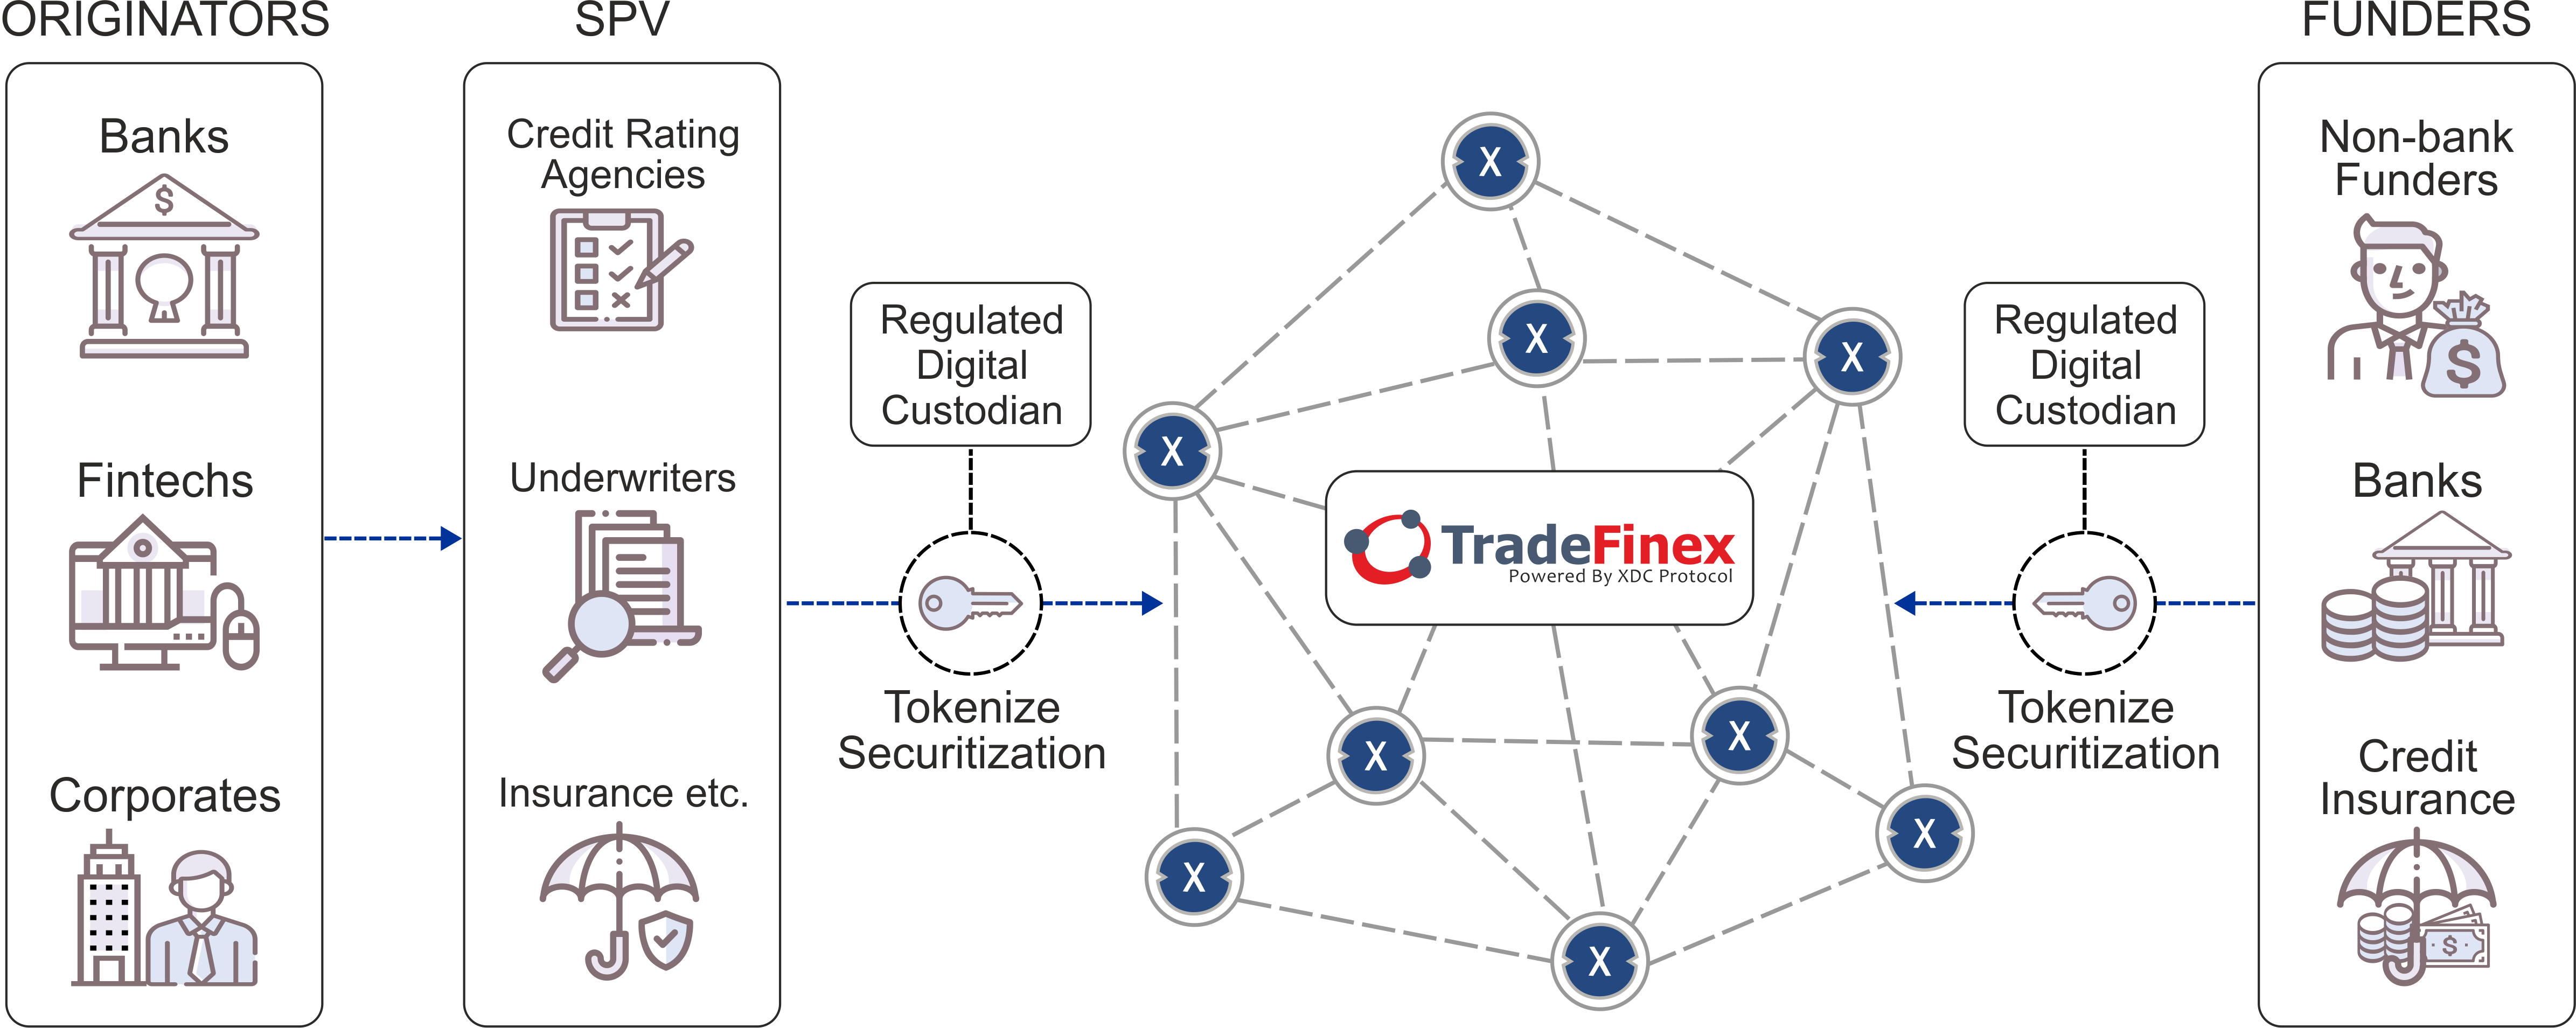 ORIGINATORS
Banks
$
Fintechs
Corporates
SPV
Credit Rating
Agencies
Underwriters
Insurance etc.
Regulated
Digital
Custodian
Tokenize
Securitization
X
X
X
X
TradeFinex
Powered By XDC Protocol
X
X
X
X
X
Regulated
Digital
Custodian
Tokenize
Securitization
FUNDERS
Non-bank
Funders
$
Banks
Credit
Insurance
$